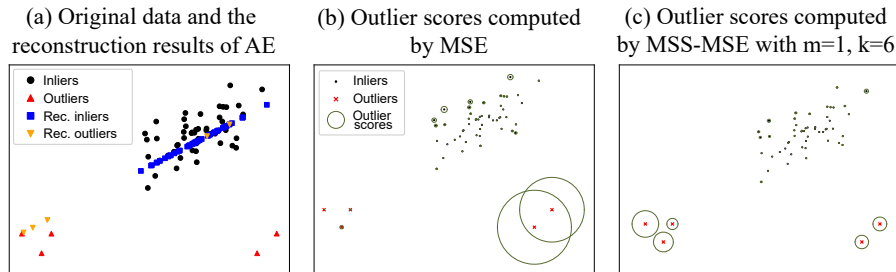 (a) Original data and the
reconstruction results of AE
Inliers
Outliers
Rec. inliers
Rec. outliers
(b) Outlier scores computed
by MSE
Inliers
Outliers
Outlier
scores
(c) Outlier scores computed
by MSS-MSE with m=1, k=6